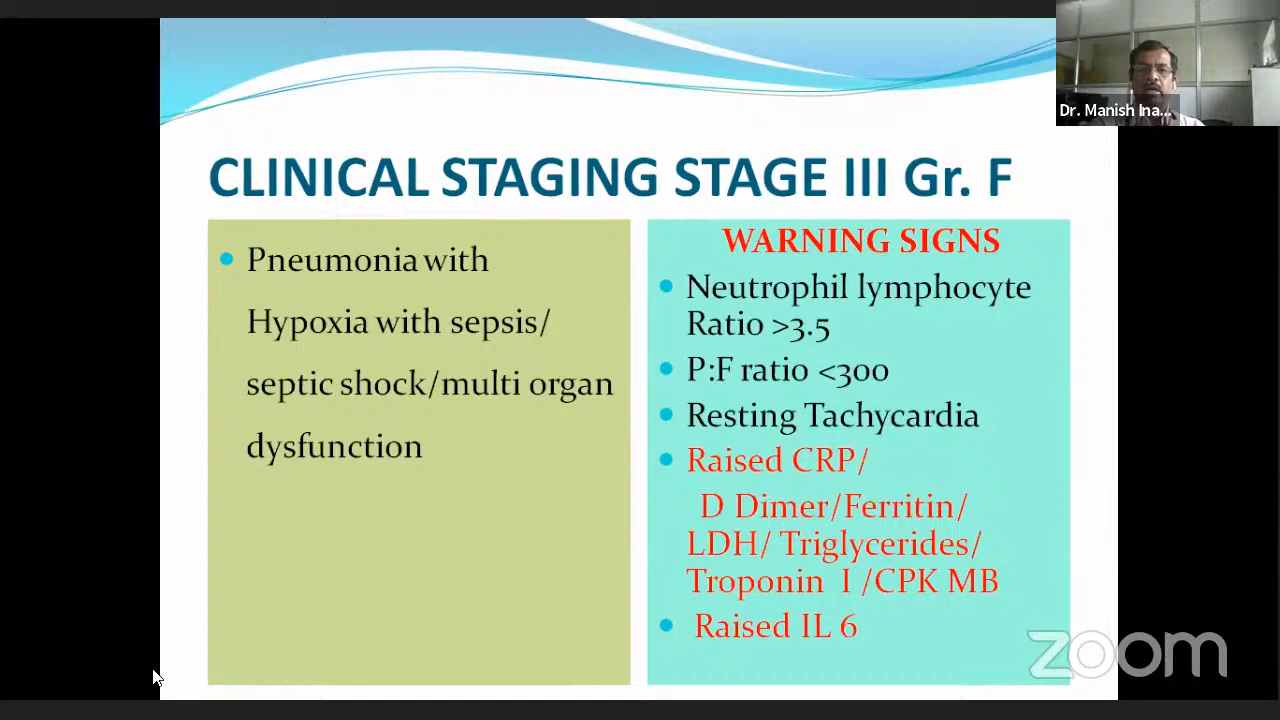 Dr. Manish Ina...
CLINICAL STAGING STAGE III Gr. F
Pneumonia with
Hypoxia with sepsis/
septic shock/multi organ
dysfunction
WARNING SIGNS
Neutrophil lymphocyte
Ratio >3.5
P:F ratio <300
Resting Tachycardia
Raised CRP/
D Dimer/Ferritin/
LDH/ Triglycerides/
Troponin I /CPK MB
Raised IL 6
zoom